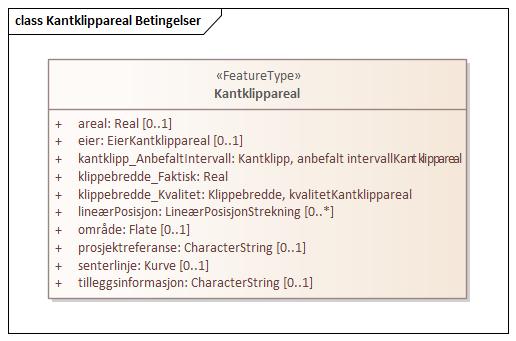 class Kantklippareal Betingelser
«FeatureType»
Kantklippareal
+ areal: Real [0..1]
+ eier: EierKantklippareal [0..1]
+ kantklipp_AnbefaltIntervall: Kantklipp, anbefalt intervallKantklippareal
+ klippebredde_Faktisk: Real
+ klippebredde_Kvalitet: Klippebredde, kvalitetKantklippareal
+ lineærPosisjon: LineærPosisjonStrekning [0..*]
+ område: Flate [0..1]
+ prosjektreferanse: CharacterString [0..1]
+ senterlinje: Kurve [0..1]
+ tilleggsinformasjon: CharacterString [0..1]